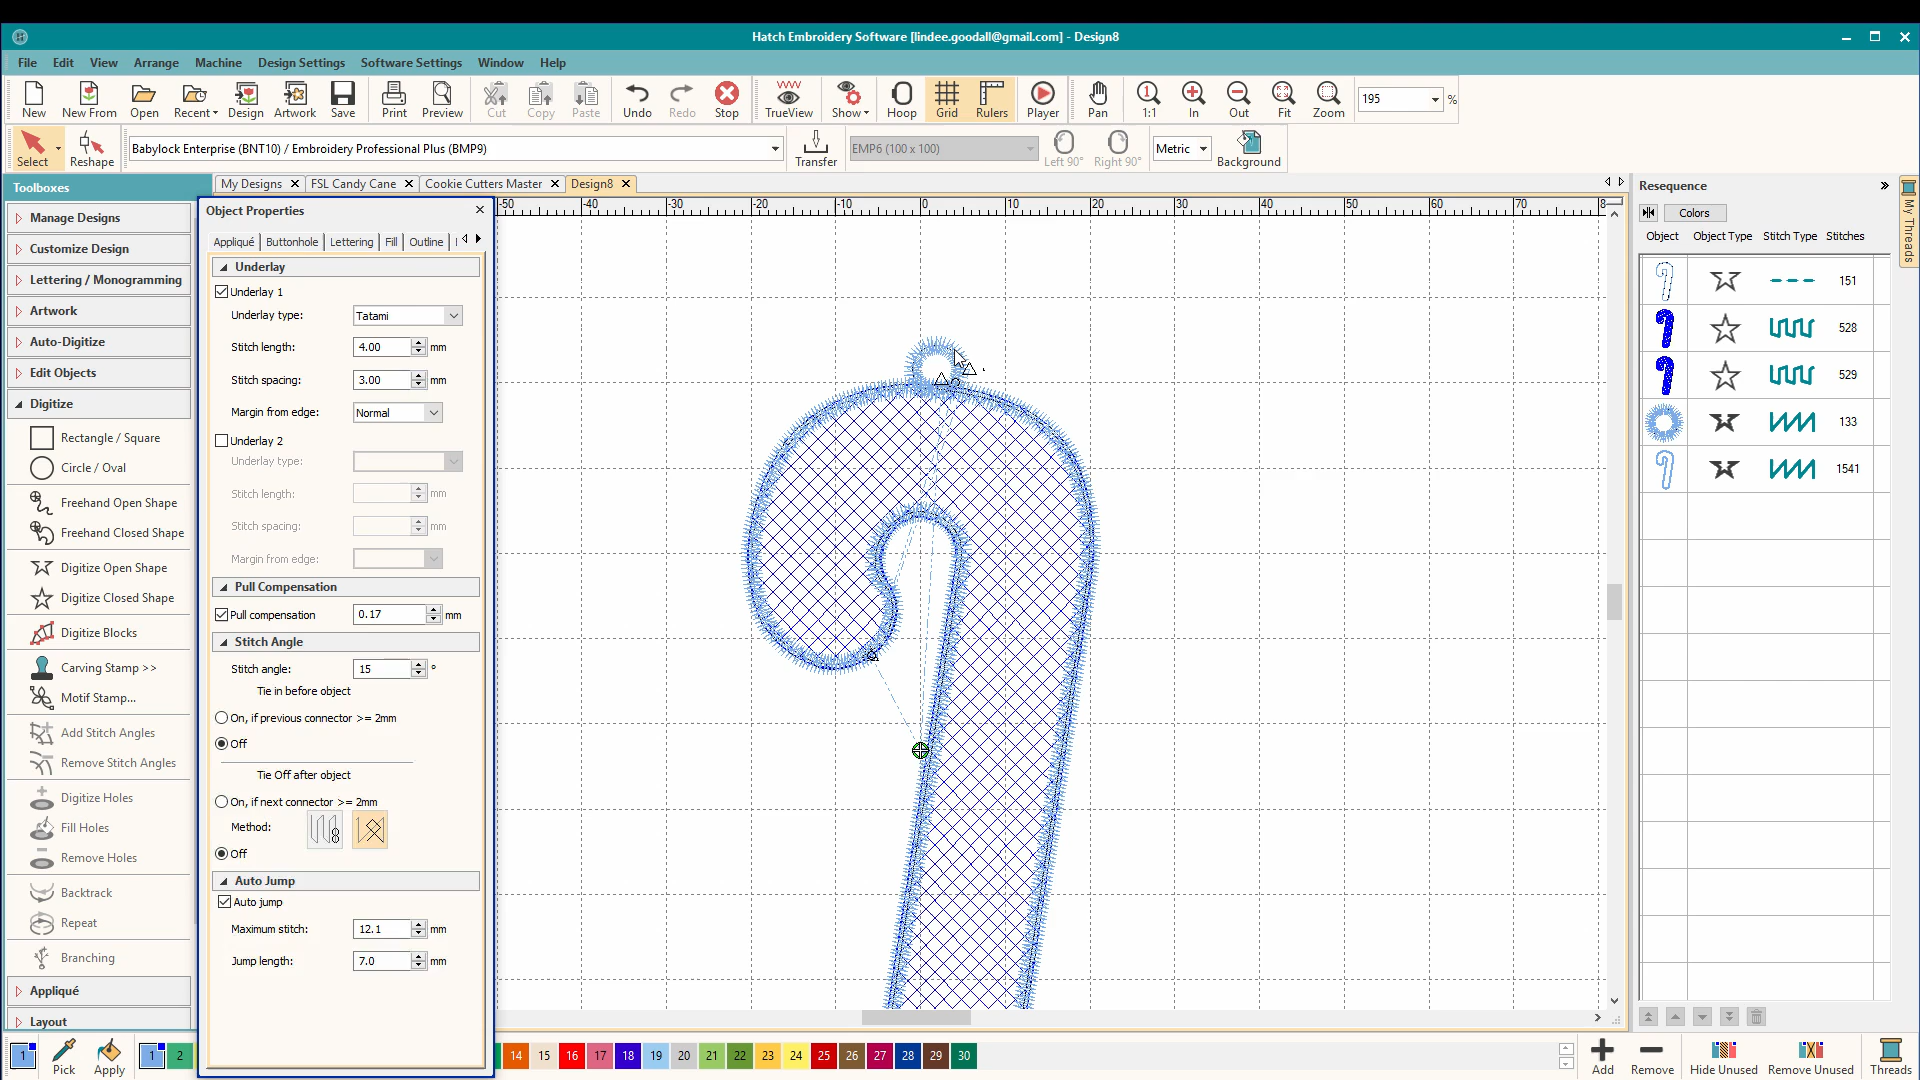 Hatch Embroidery Software [lindee.goodall@gmail.com] - Design8
File Edit View Arrange Machine Design Settings Software Settings Window Help
New New From Open Recent Design Artwork Save Print Preview Cut Copy Paste Undo Redo Stop TrueView Show Hoop Grid Rulers Player Pan 1:1 In Out Fit Zoom 195 %
Select Reshape Babylock Enterprise (BNT10) / Embroidery Professional Plus (BMP9) Transfer EMP6 (100 x 100) Left 90° Right 90° Metric Background
Toolboxes
My Designs FSL Candy Cane Cookie Cutters Master Design8
-50 -40 -30 -20 -10 0 10 20 30 40 50 60 70 8
Manage Designs
Customize Design
Lettering / Monogramming
Artwork
Auto-Digitize
Edit Objects
Digitize
Rectangle / Square
Circle / Oval
Freehand Open Shape
Freehand Closed Shape
Digitize Open Shape
Digitize Closed Shape
Digitize Blocks
Carving Stamp >>
Motif Stamp...
Add Stitch Angles
Remove Stitch Angles
Digitize Holes
Fill Holes
Remove Holes
Backtrack
Repeat
Branching
Appliqué
Layout
Object Properties
Appliqué Buttonhole Lettering Fill Outline
Underlay
Underlay 1
Underlay type: Tatami
Stitch length: 4.00 mm
Stitch spacing: 3.00 mm
Margin from edge: Normal
Underlay 2
Underlay type:
Stitch length: mm
Stitch spacing: mm
Margin from edge:
Pull Compensation
Pull compensation 0.17 mm
Stitch Angle
Stitch angle: 15 °
Tie in before object
On, if previous connector >= 2mm
Off
Tie Off after object
On, if next connector >= 2mm
Method:
Off
Auto Jump
Auto jump
Maximum stitch: 12.1 mm
Jump length: 7.0 mm
Resequence
Colors
Object Object Type Stitch Type Stitches
151
528
529
133
1541
My Threads
1 Pick Apply 1 2 14 15 16 17 18 19 20 21 22 23 24 25 26 27 28 29 30 Add Remove Hide Unused Remove Unused Threads